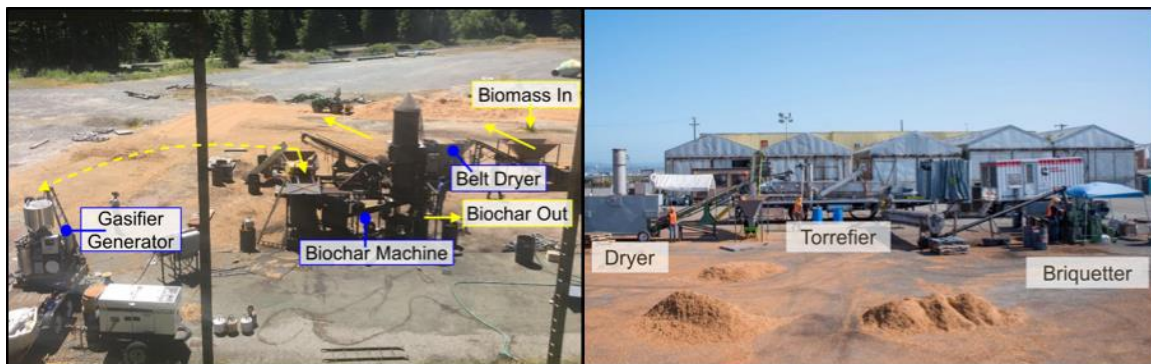 Biomass In
Belt Dryer
Gasifier
Generator
Biochar Out
Biochar Machine
Dryer
Torrefier
Briquetter